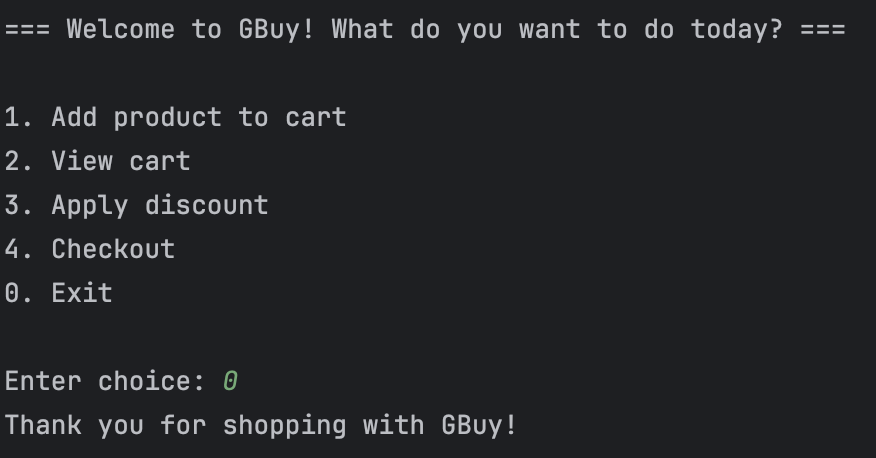 === Welcome to GBuy! What do you want to do today? ===
1. Add product to cart
2. View cart
3. Apply discount
4. Checkout
0. Exit
Enter choice: 0
Thank you for shopping with GBuy!